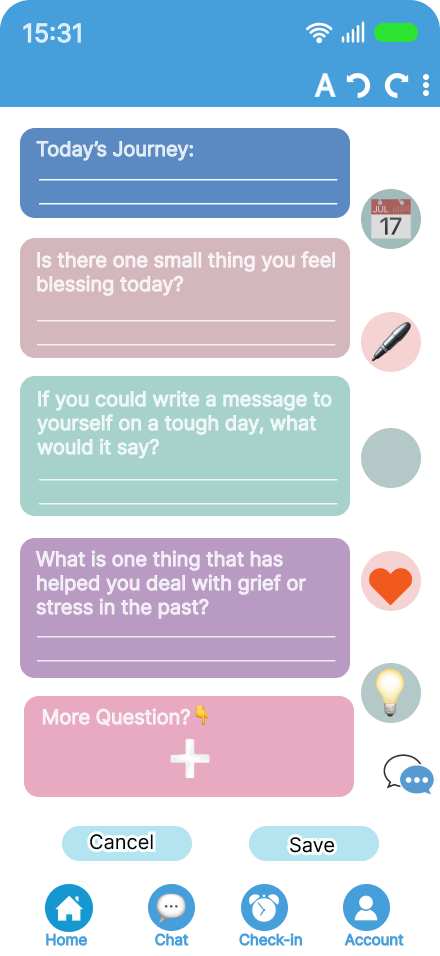 15:31
A
Today's Journey:
JUL
17
Is there one small thing you feel
blessing today?
If you could write a message to
yourself on a tough day, what
would it say?
What is one thing that has
helped you deal with grief or
stress in the past?
More Question?👇
Cancel
Save
Home
Chat
Check-in
Account